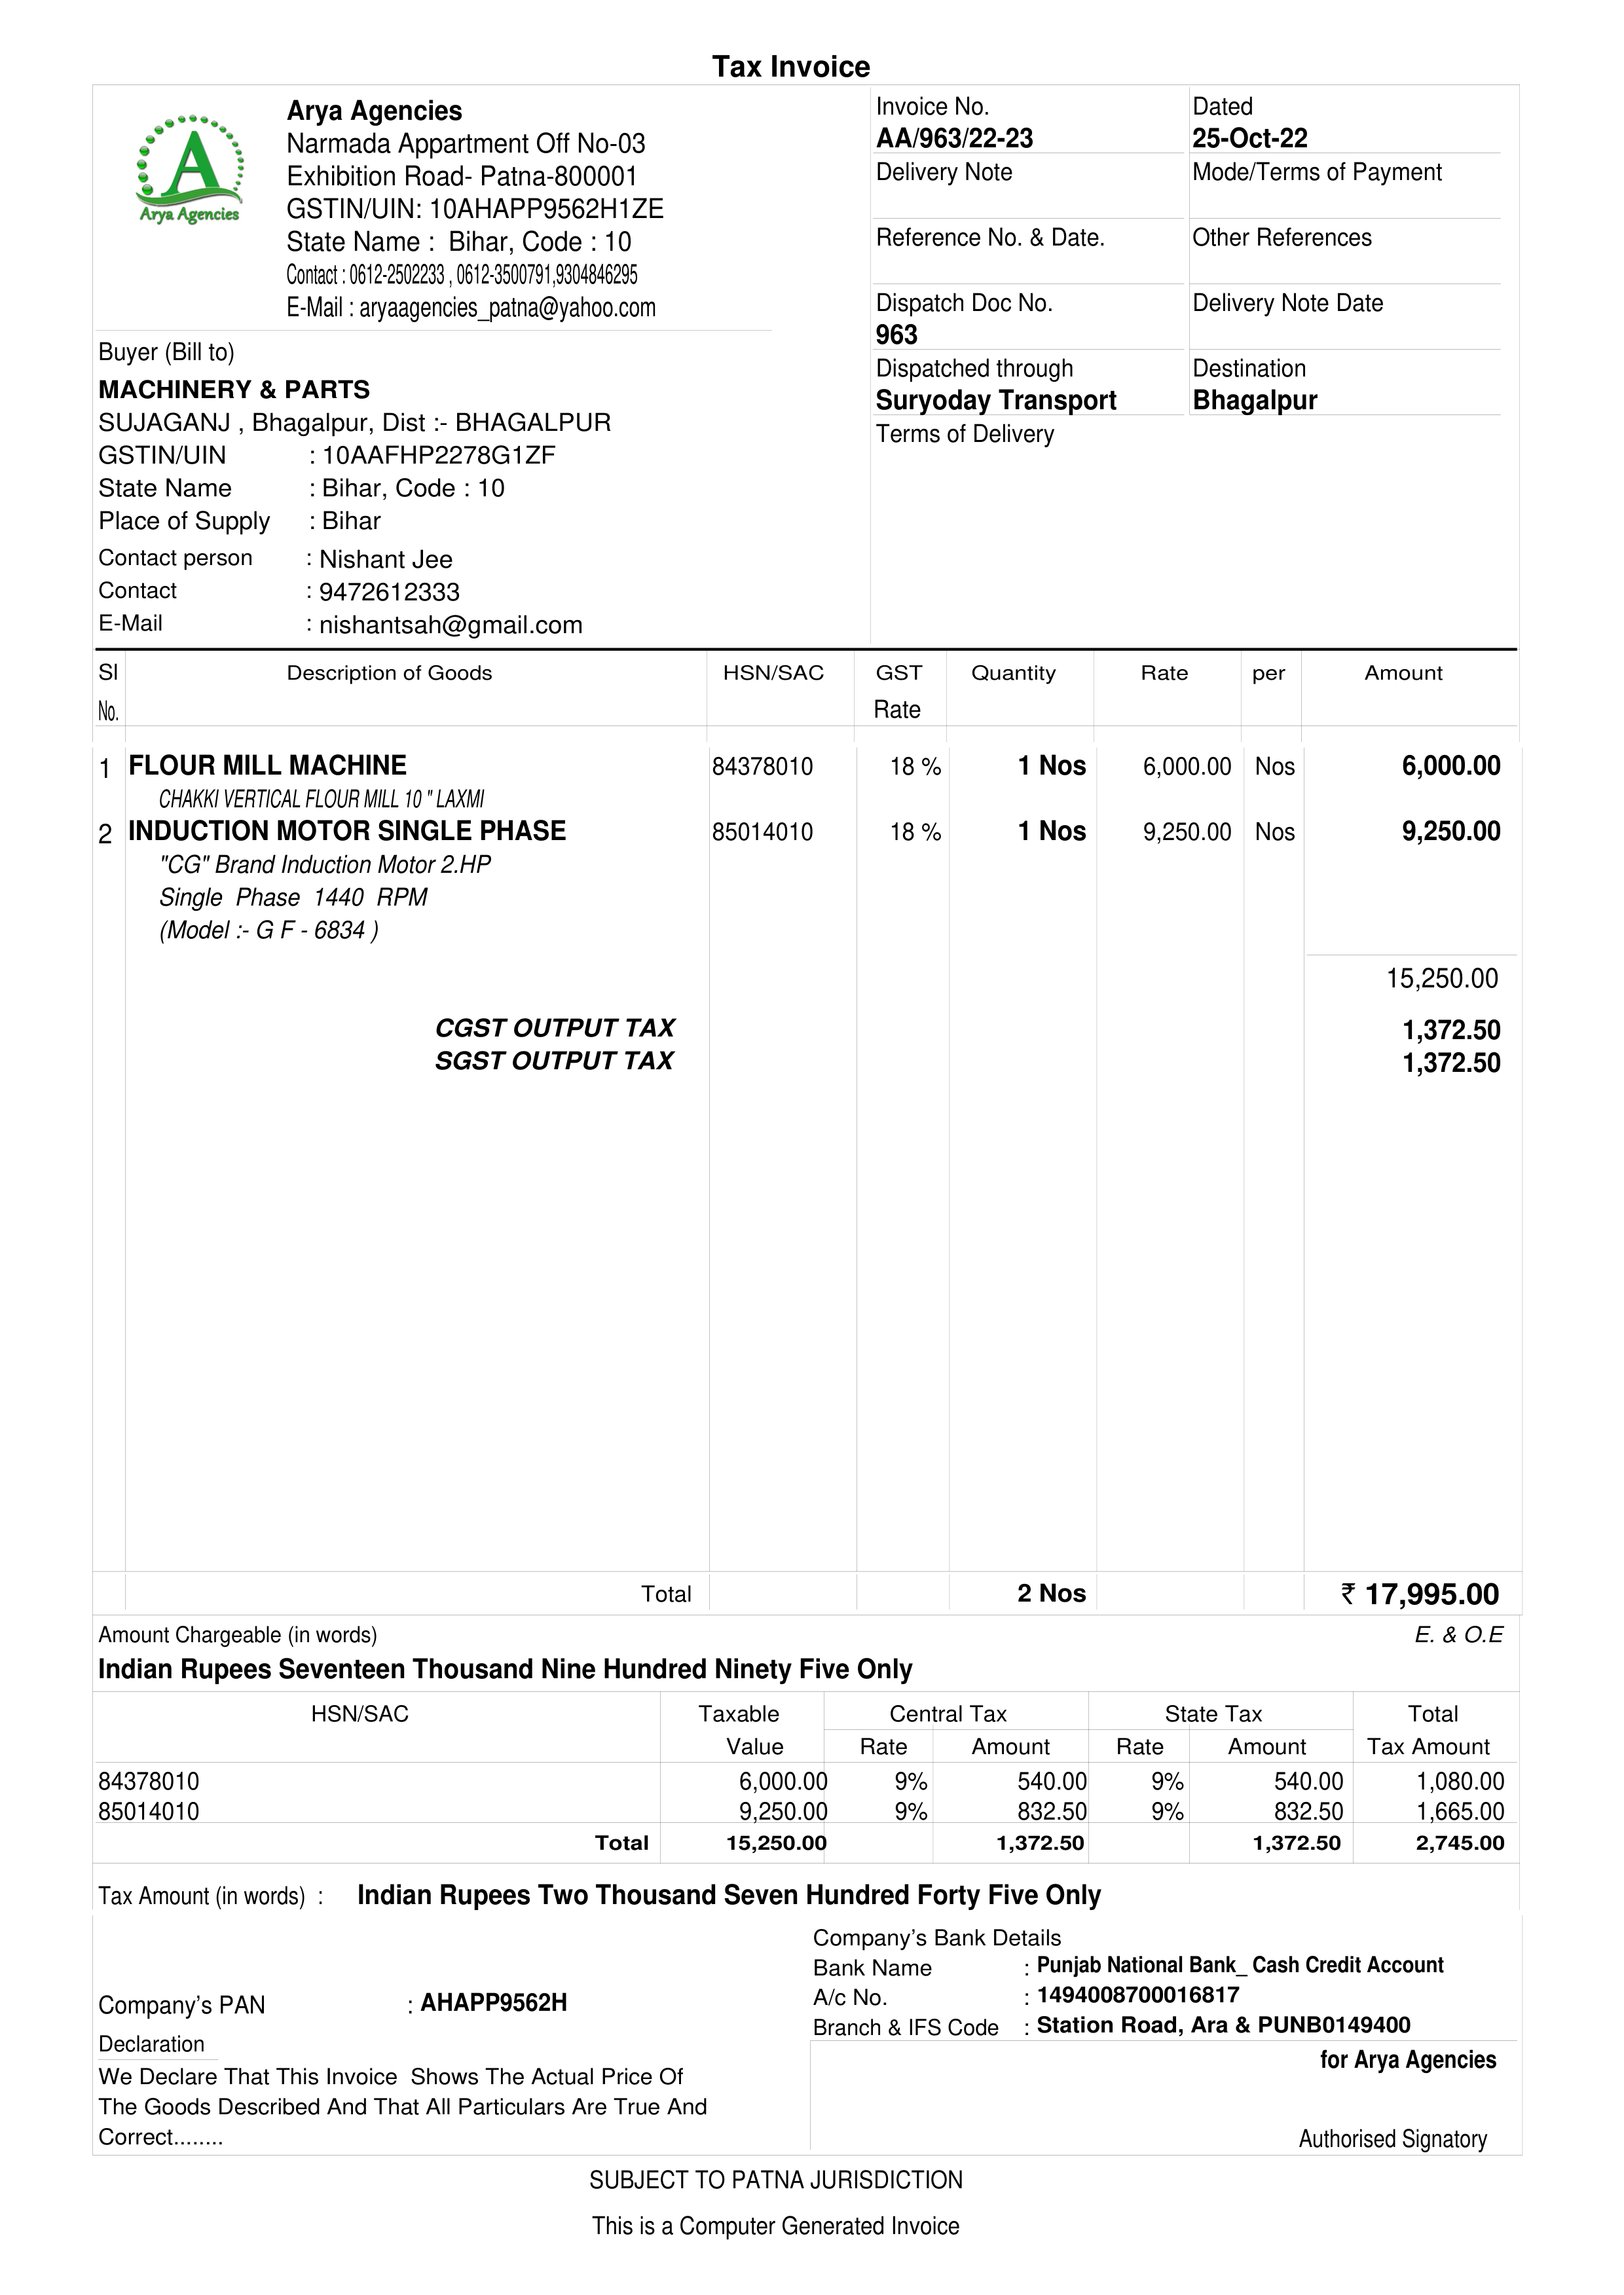 Tax Invoice
Arya Agencies
Arya Agencies
Narmada Appartment Off No-03
Exhibition Road- Patna-800001
GSTIN/UIN: 10AHAPP9562H1ZE
State Name :  Bihar, Code : 10
Contact : 0612-2502233 , 0612-3500791,9304846295
E-Mail : aryaagencies_patna@yahoo.com
Invoice No.
AA/963/22-23
Dated
25-Oct-22
Delivery Note
Mode/Terms of Payment
Reference No. & Date.
Other References
Dispatch Doc No.
963
Delivery Note Date
Dispatched through
Suryoday Transport
Destination
Bhagalpur
Terms of Delivery
Buyer (Bill to)
MACHINERY & PARTS
SUJAGANJ , Bhagalpur, Dist :- BHAGALPUR
GSTIN/UIN : 10AAFHP2278G1ZF
State Name : Bihar, Code : 10
Place of Supply : Bihar
Contact person : Nishant Jee
Contact : 9472612333
E-Mail : nishantsah@gmail.com
Sl No. Description of Goods HSN/SAC GST Rate Quantity Rate per Amount
1 FLOUR MILL MACHINE 84378010 18 % 1 Nos 6,000.00 Nos 6,000.00
CHAKKI VERTICAL FLOUR MILL 10 " LAXMI
2 INDUCTION MOTOR SINGLE PHASE 85014010 18 % 1 Nos 9,250.00 Nos 9,250.00
"CG" Brand Induction Motor 2.HP
Single Phase 1440 RPM
(Model :- G F - 6834 )
15,250.00
CGST OUTPUT TAX 1,372.50
SGST OUTPUT TAX 1,372.50
Total 2 Nos ₹ 17,995.00
Amount Chargeable (in words) E. & O.E
Indian Rupees Seventeen Thousand Nine Hundred Ninety Five Only
HSN/SAC Taxable Central Tax State Tax Total
Value Rate Amount Rate Amount Tax Amount
84378010 6,000.00 9% 540.00 9% 540.00 1,080.00
85014010 9,250.00 9% 832.50 9% 832.50 1,665.00
Total 15,250.00 1,372.50 1,372.50 2,745.00
Tax Amount (in words) : Indian Rupees Two Thousand Seven Hundred Forty Five Only
Company's Bank Details
Bank Name : Punjab National Bank_ Cash Credit Account
A/c No. : 1494008700016817
Branch & IFS Code : Station Road, Ara & PUNB0149400
Company's PAN : AHAPP9562H
Declaration
We Declare That This Invoice  Shows The Actual Price Of
The Goods Described And That All Particulars Are True And
Correct........
for Arya Agencies
Authorised Signatory
SUBJECT TO PATNA JURISDICTION
This is a Computer Generated Invoice